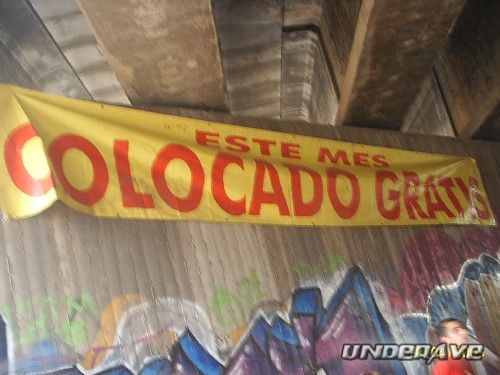 ESTE MES
COLOCADO GRATIS
UNDERAVE